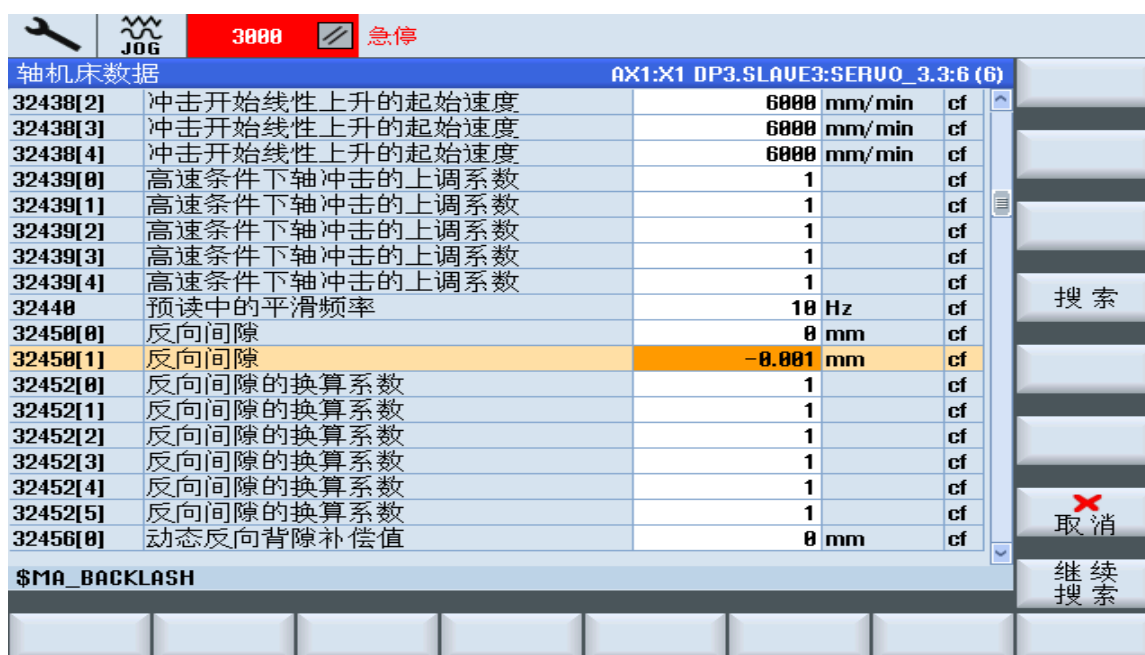 JOG
3000 急停
轴机床数据 AX1:X1 DP3.SLAVE3:SERVO_3.3:6 (6)
32438[2] 冲击开始线性上升的起始速度 6000 mm/min cf
32438[3] 冲击开始线性上升的起始速度 6000 mm/min cf
32438[4] 冲击开始线性上升的起始速度 6000 mm/min cf
32439[0] 高速条件下轴冲击的上调系数 1 cf
32439[1] 高速条件下轴冲击的上调系数 1 cf
32439[2] 高速条件下轴冲击的上调系数 1 cf
32439[3] 高速条件下轴冲击的上调系数 1 cf
32439[4] 高速条件下轴冲击的上调系数 1 cf
32440 预读中的平滑频率 10 Hz cf
32450[0] 反向间隙 0 mm cf
32450[1] 反向间隙 -0.001 mm cf
32452[0] 反向间隙的换算系数 1 cf
32452[1] 反向间隙的换算系数 1 cf
32452[2] 反向间隙的换算系数 1 cf
32452[3] 反向间隙的换算系数 1 cf
32452[4] 反向间隙的换算系数 1 cf
32452[5] 反向间隙的换算系数 1 cf
32456[0] 动态反向背隙补偿值 0 mm cf
$MA_BACKLASH
搜索
取消
继续
搜索